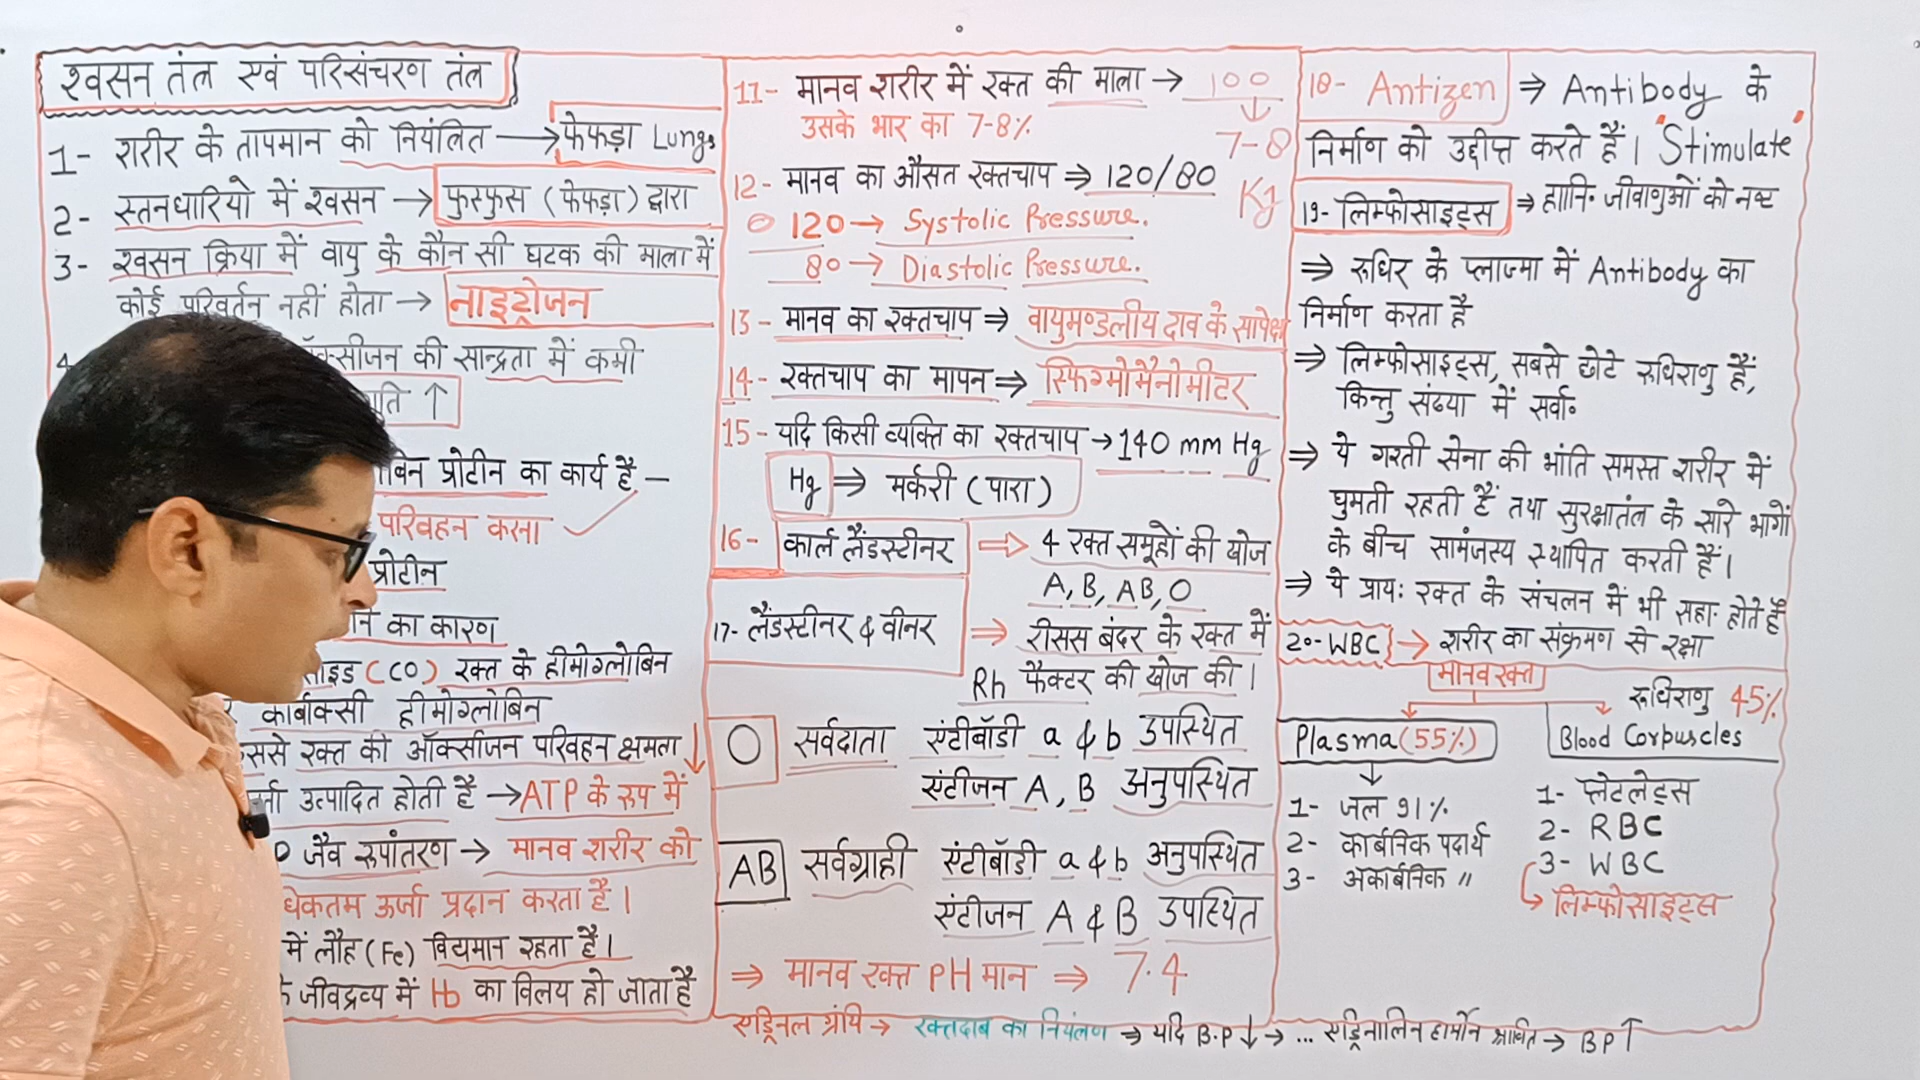 श्वसन तंत्र एवं परिसंचरण तंत्र
1- शरीर के तापमान को नियंत्रित → फेफड़ा Lungs
2- स्तनधारियो में श्वसन → फुस्फुस (फेफड़ा) द्वारा
3- श्वसन क्रिया में वायु के कौन सी घटक की मात्रा में
कोई परिवर्तन नहीं होता → नाइट्रोजन
4
ऑक्सीजन की सान्द्रता में कमी
गति ↑
बिन प्रोटीन का कार्य है –
परिवहन करना
प्रोटीन
का कारण
साइड (CO) रक्त के हीमोग्लोबिन
कार्बोक्सी हीमोग्लोबिन
ससे रक्त की ऑक्सीजन परिवहन क्षमता ↓
उत्पादित होती है → ATP के रूप में
जैव रूपांतरण → मानव शरीर को
धिकतम ऊर्जा प्रदान करता है।
में लौह (Fe) विद्यमान रहता है।
के जीवद्रव्य में Hb का विलय हो जाता है
11- मानव शरीर में रक्त की मात्रा → 100
उसके भार का 7-8% ↓
7-8
Kg
12- मानव का औसत रक्तचाप ⇒ 120/80
120 → Systolic Pressure.
80 → Diastolic Pressure.
13- मानव का रक्तचाप ⇒ वायुमण्डलीय दाव के सापेक्ष
14- रक्तचाप का मापन ⇒ स्फिग्मोमैनोमीटर
15- यदि किसी व्यक्ति का रक्तचाप → 140 mm Hg
Hg ⇒ मर्करी (पारा)
16- कार्ल लैंडस्टीनर ⇒ 4 रक्त समूहों की खोज
A, B, AB, O
17- लैंडस्टीनर & वीनर ⇒ रीसस बंदर के रक्त में
Rh फैक्टर की खोज की।
O सर्वदाता एंटीबॉडी a & b उपस्थित
एंटीजन A, B अनुपस्थित
AB सर्वग्राही एंटीबॉडी a & b अनुपस्थित
एंटीजन A & B उपस्थित
⇒ मानव रक्त PH मान ⇒ 7.4
एड्रिनल ग्रंथि → रक्तदाब का नियंत्रण ⇒ यदि B.P ↓ → ... एड्रिनालिन हार्मोन स्रावित → BP ↑
18- Antizen ⇒ Antibody के
निर्माण को उद्दीप्त करते हैं। "Stimulate"
19- लिम्फोसाइट्स ⇒ हानि॰ जीवाणुओं को नष्ट
⇒ रूधिर के प्लाज्मा में Antibody का
निर्माण करता है
⇒ लिम्फोसाइट्स, सबसे छोटे रूधिराणु हैं,
किन्तु संख्या में सर्वा॰
⇒ ये गश्ती सेना की भांति समस्त शरीर में
घुमती रहती हैं तथा सुरक्षातंत्र के सारे भागों
के बीच सामंजस्य स्थापित करती हैं।
⇒ ये प्रायः रक्त के संचलन में भी सहा॰ होते हैं
20- WBC → शरीर का संक्रमण से रक्षा
मानव रक्त
Plasma (55%)
↓
1- जल 91%
2- कार्बनिक पदार्थ
3- अकार्बनिक "
रूधिराणु 45%
Blood Corpuscles
1- प्लेटलेट्स
2- RBC
3- WBC
↳ लिम्फोसाइट्स